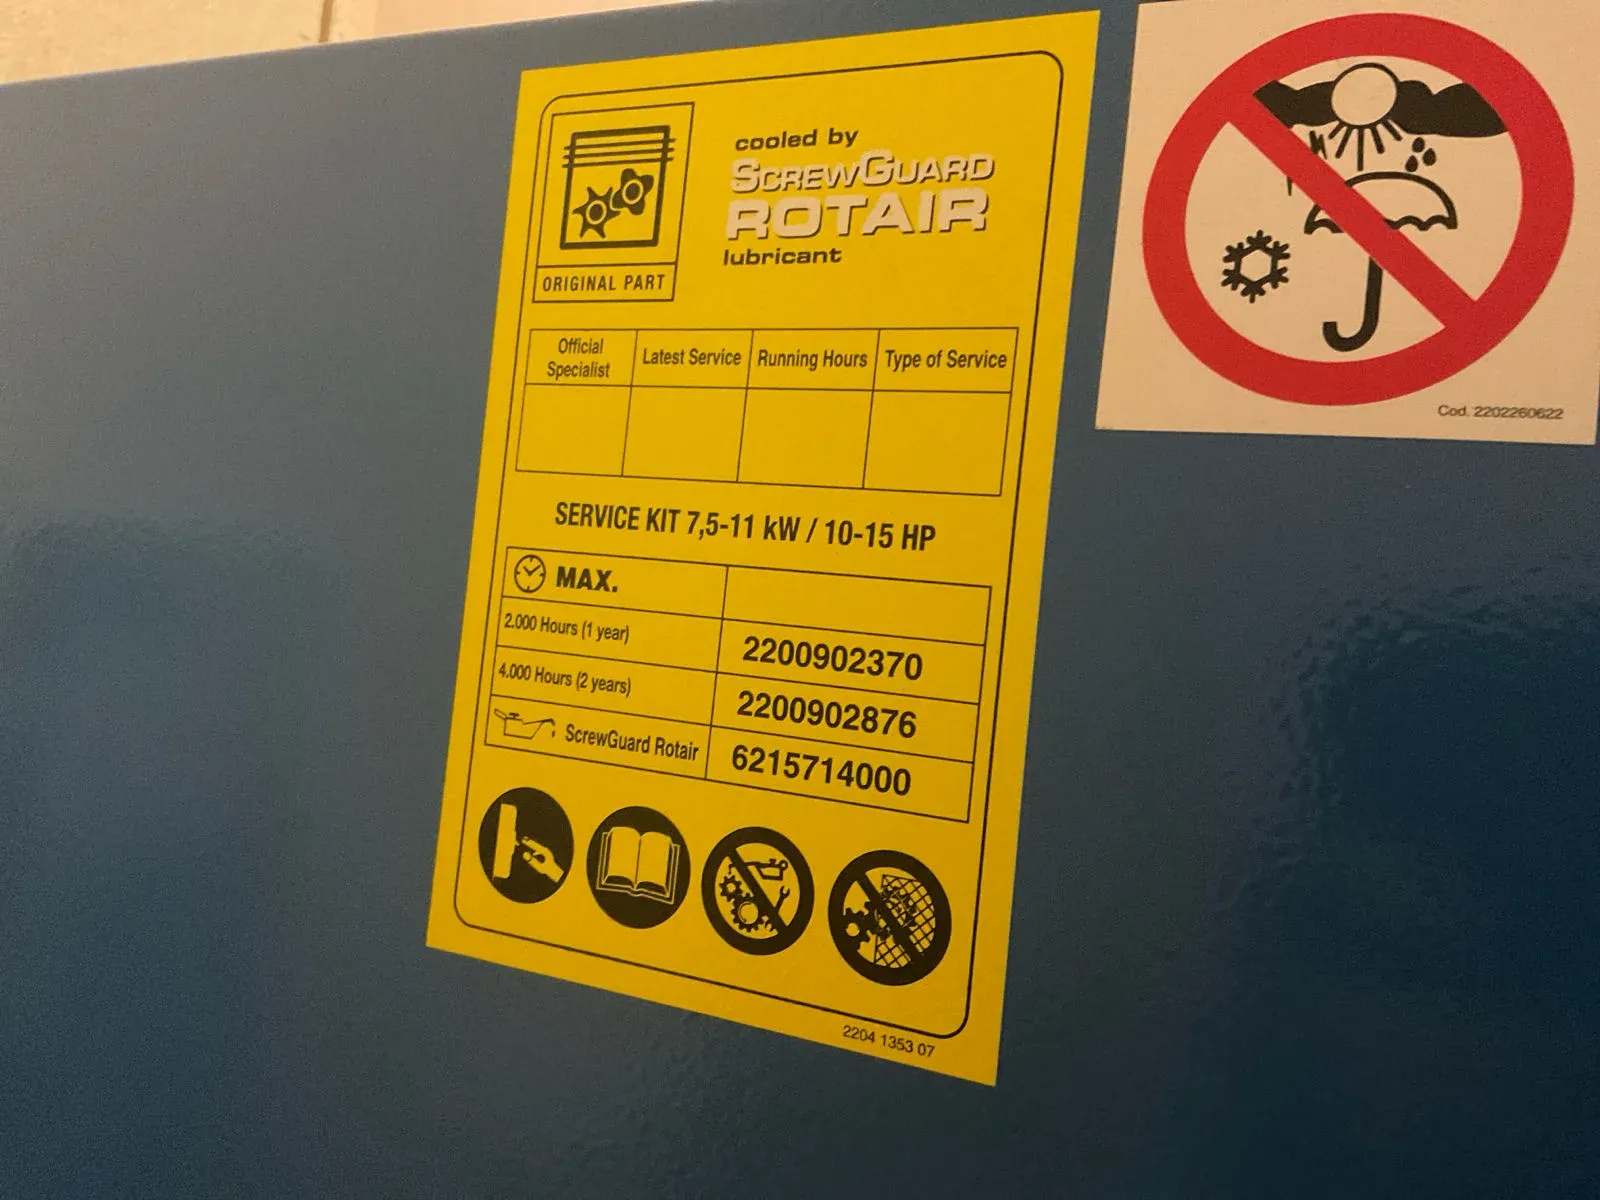 cooled by
SCREWGUARD
ROTAIR
lubricant
ORIGINAL PART
Official Specialist
Latest Service
Running Hours
Type of Service
SERVICE KIT 7,5-11 kW / 10-15 HP
MAX.
2.000 Hours (1 year) 2200902370
4.000 Hours (2 years) 2200902876
ScrewGuard Rotair 6215714000
2204 1353 07
Cod. 2202260622